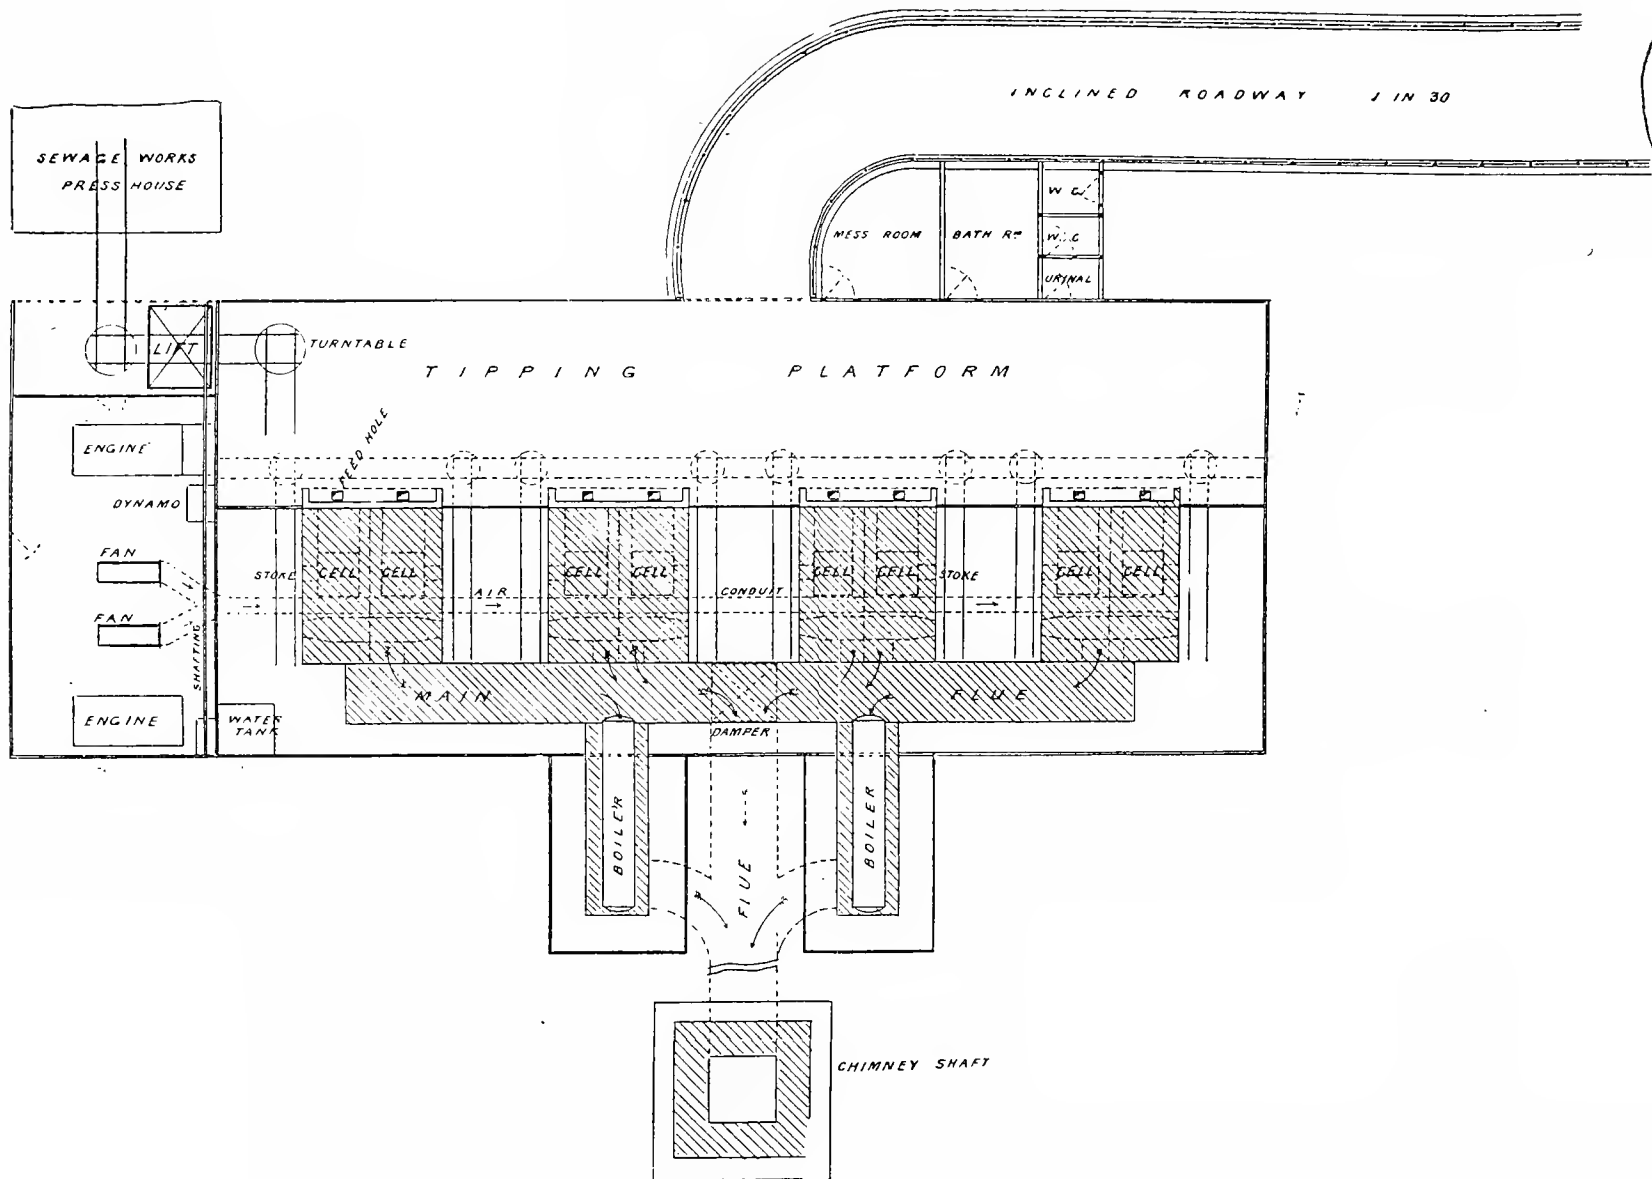 INCLINED ROADWAY 1 IN 30
SEWAGE WORKS
PRESS HOUSE
W C
MESS ROOM
BATH RM
W.C
URINAL
LIFT
TURNTABLE
TIPPING PLATFORM
FEED HOLE
ENGINE
DYNAMO
FAN
STOKE
CELL
CELL
CELL
CELL
CELL
CELL
STOKE
CELL
CELL
AIR
CONDUIT
FAN
SHAFTING
MAIN
FLUE
ENGINE
WATER
TANK
DAMPER
BOILER
BOILER
FLUE
CHIMNEY SHAFT